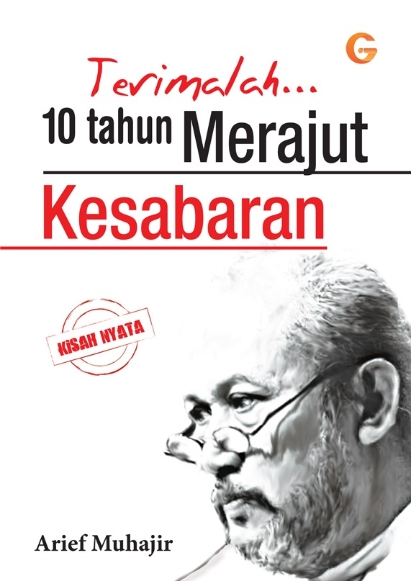 Terimalah...
10 tahun Merajut
Kesabaran
KISAH NYATA
Arief Muhajir